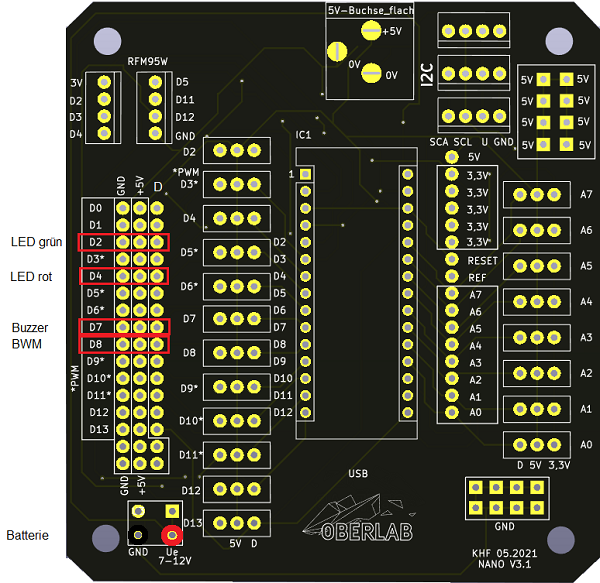 5V-Buchse_flach
+5V
0V
0V
I2C
SCA SCL U GND
5V 5V
5V 5V
5V 5V
5V 5V
RFM95W
3V
D2
D3
D4
D5
D11
D12
GND
GND
+5V
D
D0
D1
LED grün
D2
D3*
LED rot
D4
D5*
D6*
Buzzer
D7
BWM
D8
D9*
D10*
D11*
D12
D13
*PWM
GND
+5V
Batterie
GND
Ue
7-12V
D2
*PWM
D3*
D4
D5*
D6*
D7
D8
D9*
D10*
D11*
D12
D13
5V D
IC1
1
D2
D3
D4
D5
D6
D7
D8
D9
D10
D11
D12
USB
5V
3,3V*
3,3V
3,3V
3,3V
3,3V*
RESET
REF
A7
A6
A5
A4
A3
A2
A1
A0
A7
A6
A5
A4
A3
A2
A1
A0
D 5V 3,3V
GND
OBERLAB
KHF 05.2021
NANO V3.1